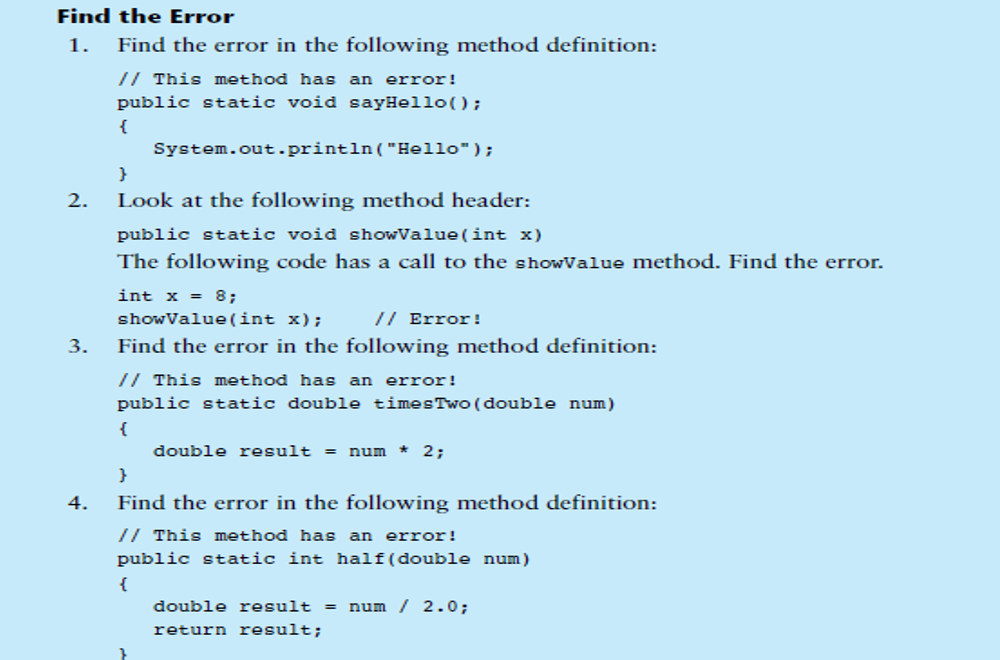 Find the Error
1. Find the error in the following method definition:
// This method has an error!
public static void sayHello();
{
   System.out.println("Hello");
}
2. Look at the following method header:
public static void showValue(int x)
The following code has a call to the showValue method. Find the error.
int x = 8;
showValue(int x);    // Error!
3. Find the error in the following method definition:
// This method has an error!
public static double timesTwo(double num)
{
   double result = num * 2;
}
4. Find the error in the following method definition:
// This method has an error!
public static int half(double num)
{
   double result = num / 2.0;
   return result;
}